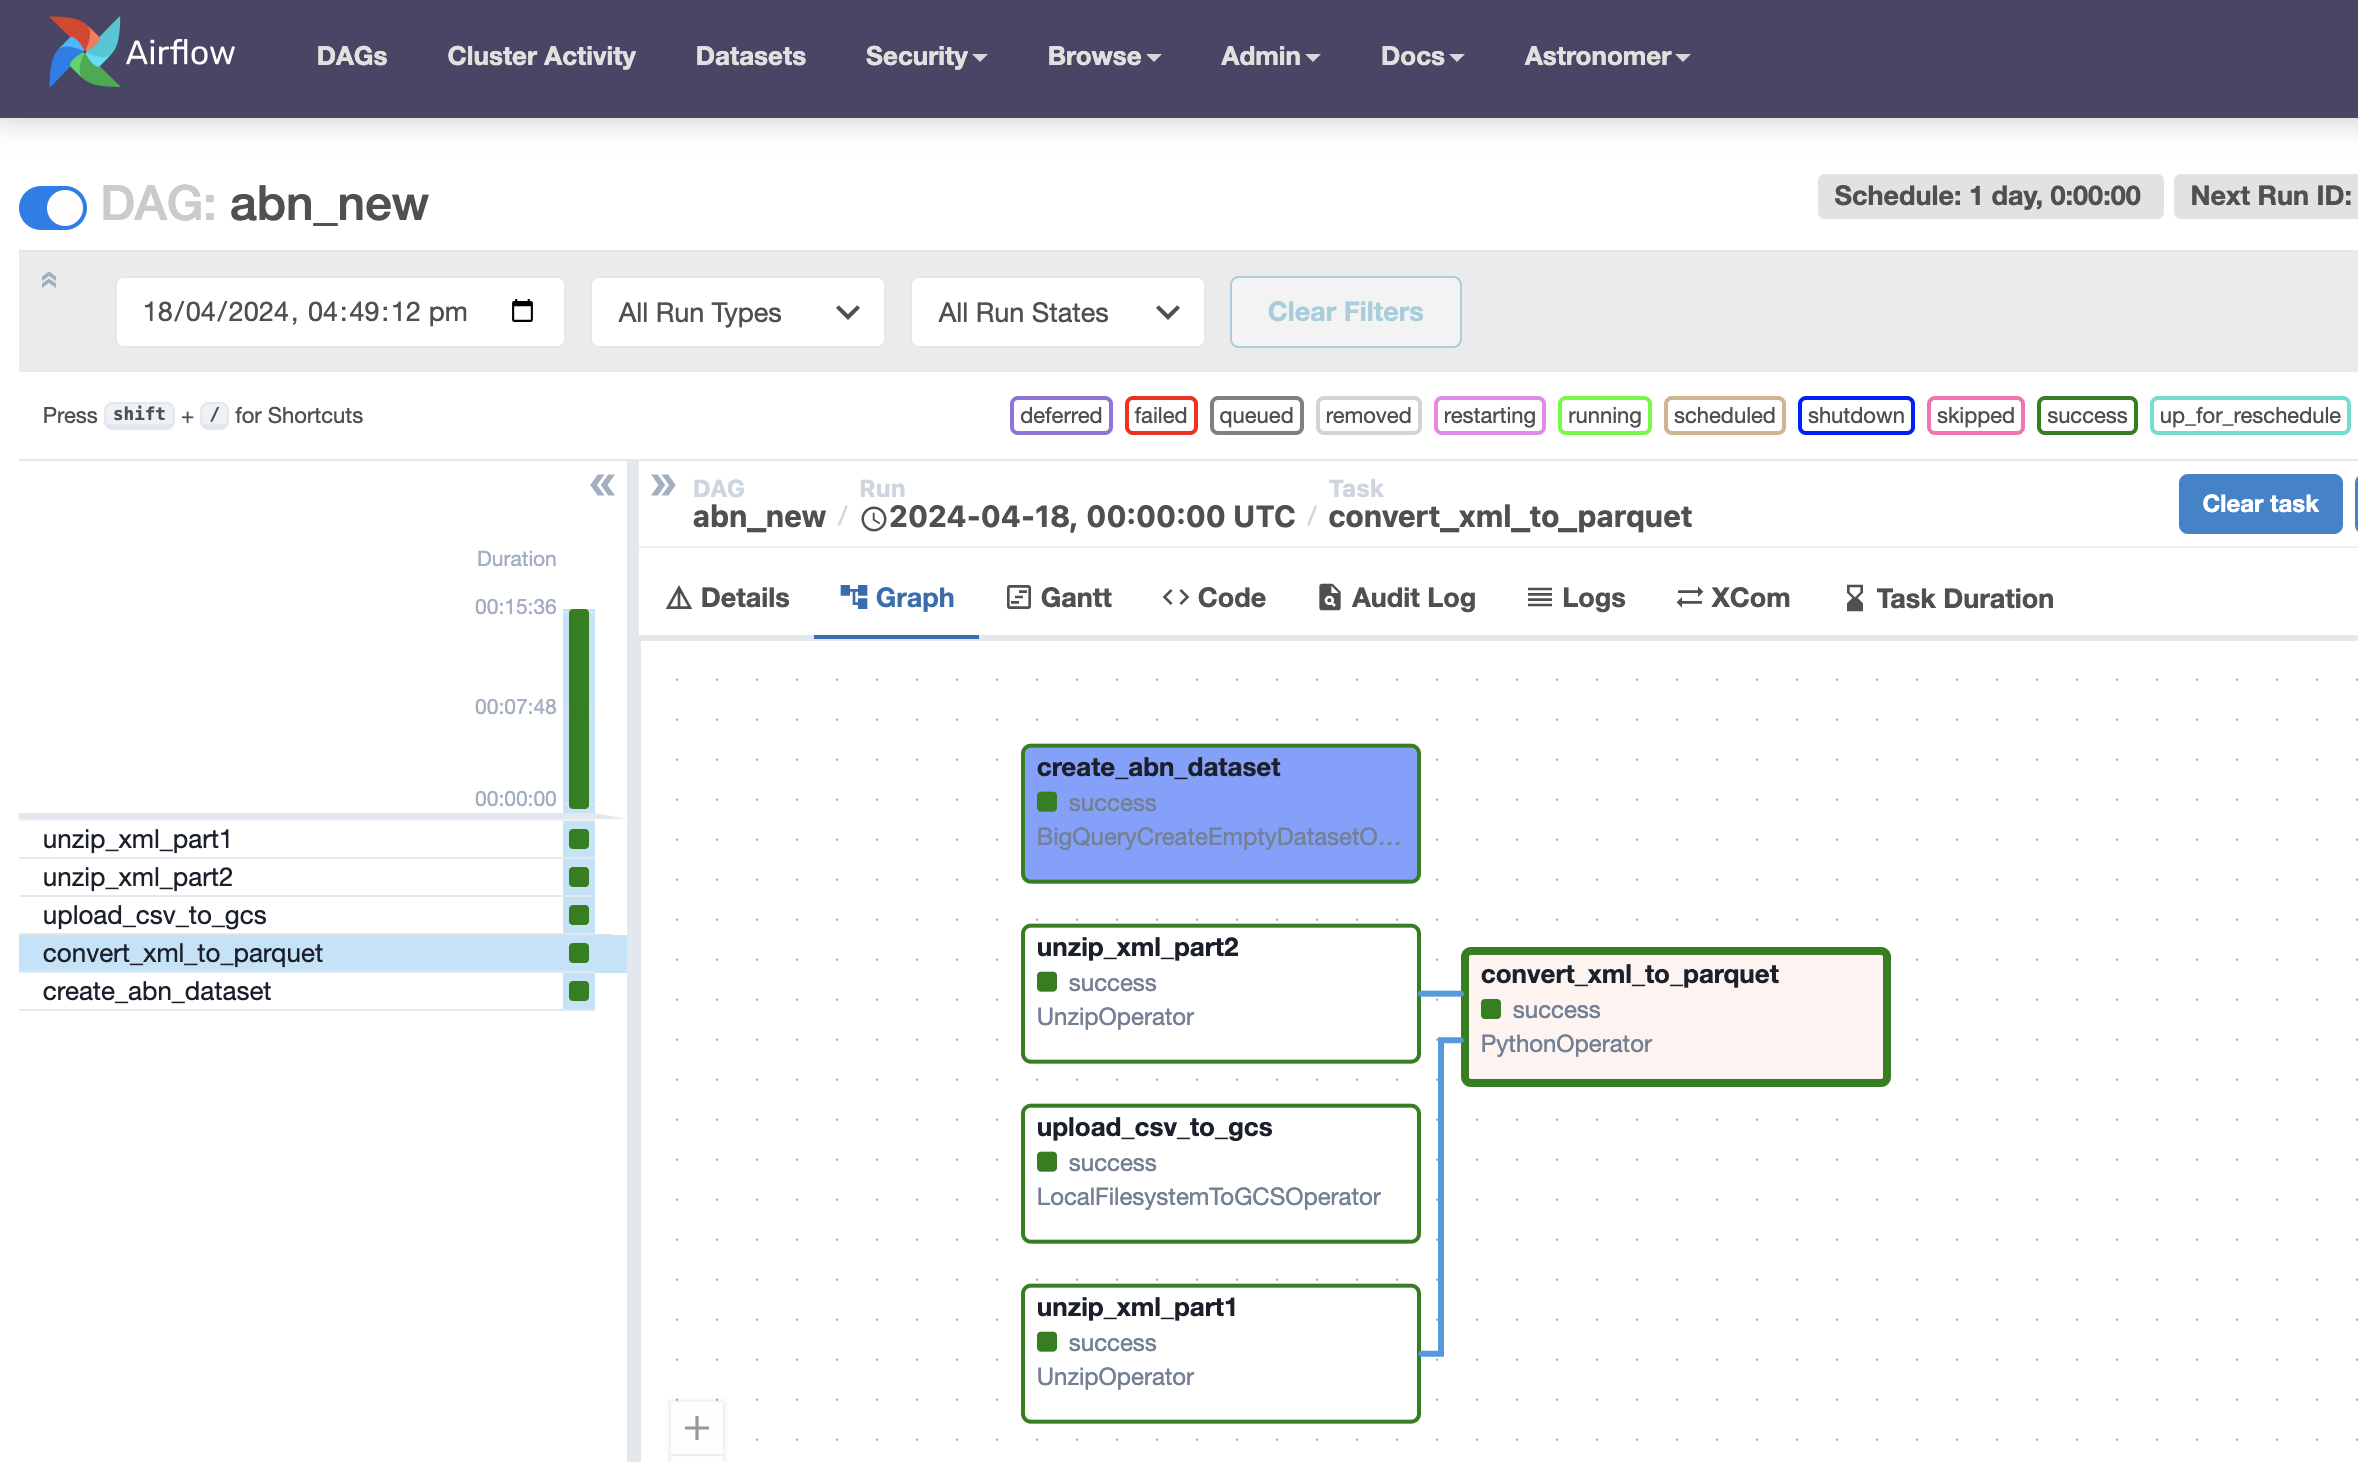 Airflow
DAGs Cluster Activity Datasets Security Browse Admin Docs Astronomer
DAG: abn_new
Schedule: 1 day, 0:00:00 Next Run ID:
18/04/2024, 04:49:12 pm All Run Types All Run States Clear Filters
Press shift + / for Shortcuts
deferred failed queued removed restarting running scheduled shutdown skipped success up_for_reschedule
DAG Run Task
abn_new / 2024-04-18, 00:00:00 UTC / convert_xml_to_parquet
Clear task
Details Graph Gantt Code Audit Log Logs XCom Task Duration
Duration
00:15:36
00:07:48
00:00:00
unzip_xml_part1
unzip_xml_part2
upload_csv_to_gcs
convert_xml_to_parquet
create_abn_dataset
create_abn_dataset
success
BigQueryCreateEmptyDatasetO...
unzip_xml_part2
success
UnzipOperator
convert_xml_to_parquet
success
PythonOperator
upload_csv_to_gcs
success
LocalFilesystemToGCSOperator
unzip_xml_part1
success
UnzipOperator